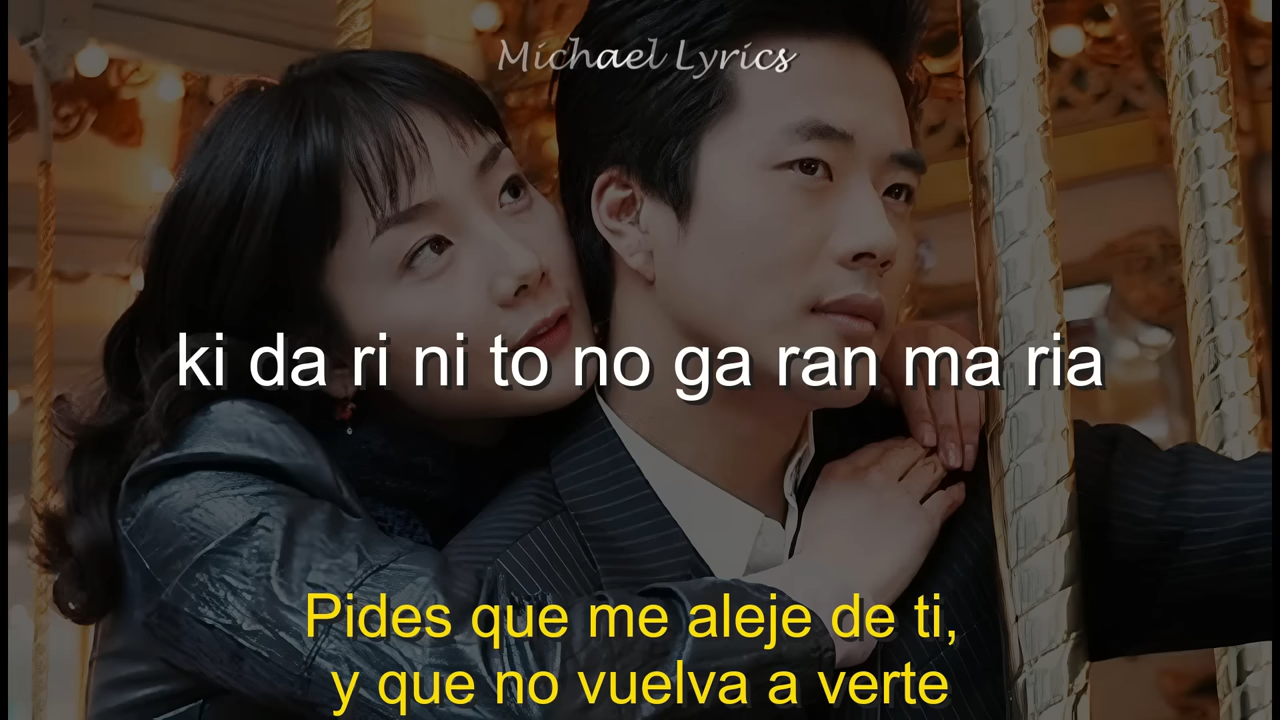 Michael Lyrics
ki da ri ni to no ga ran ma ria
Pides que me aleje de ti,
y que no vuelva a verte